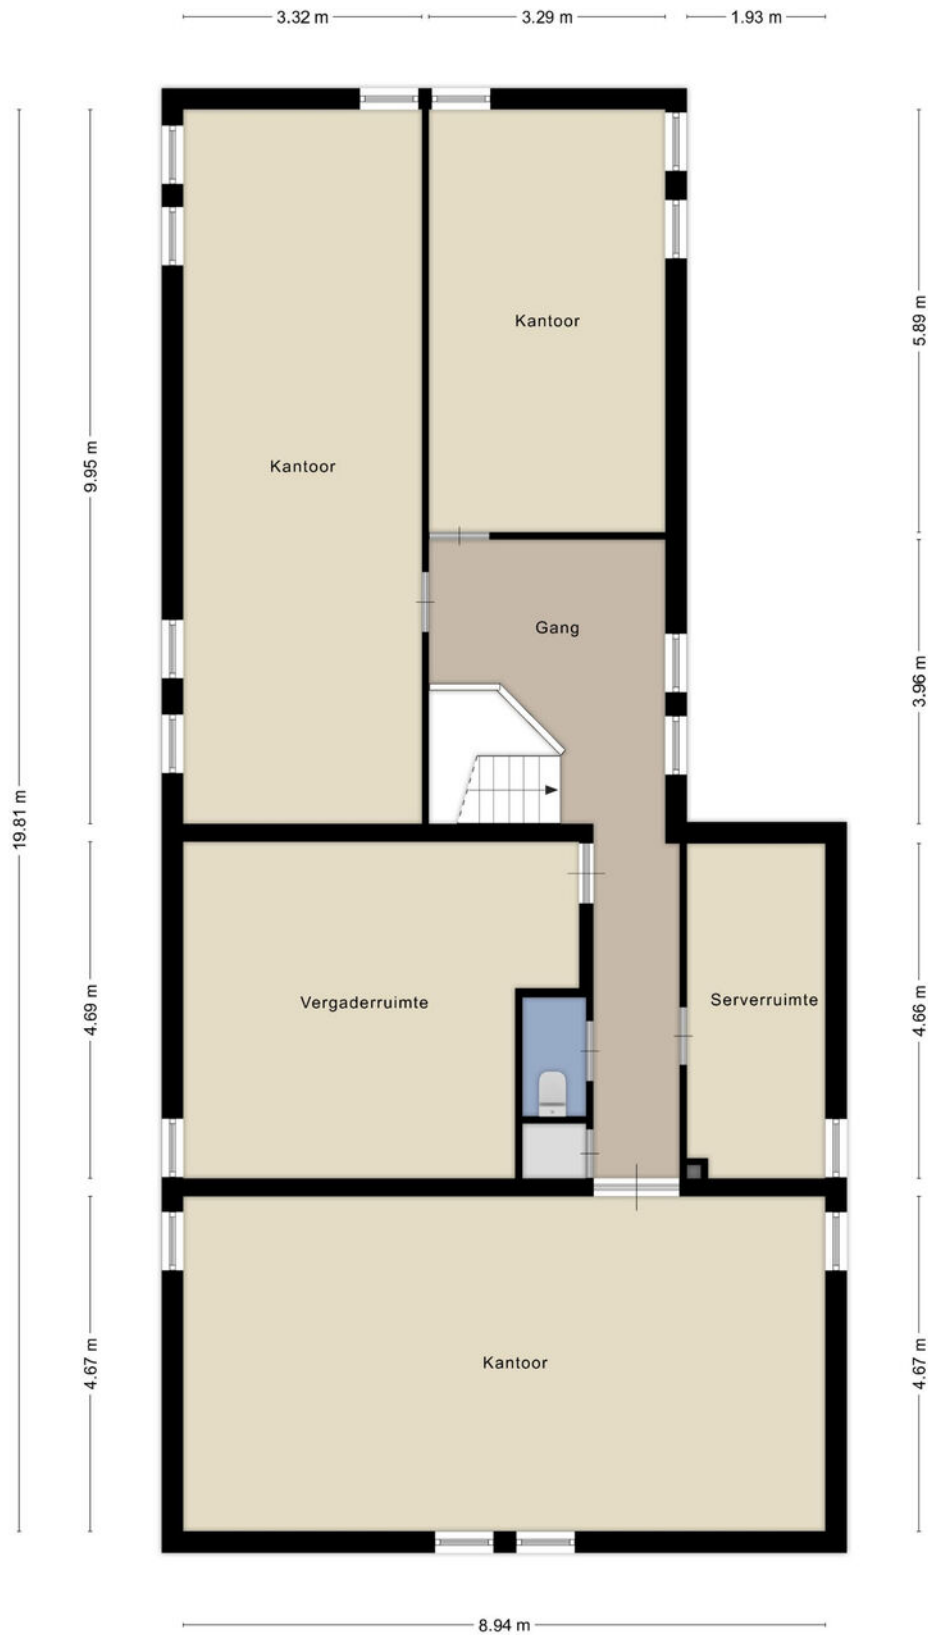 3.32 m
3.29 m
1.93 m
5.89 m
Kantoor
9.95 m
Kantoor
Gang
3.96 m
19.81 m
4.69 m
Vergaderruimte
Serverruimte
4.66 m
4.67 m
Kantoor
4.67 m
8.94 m